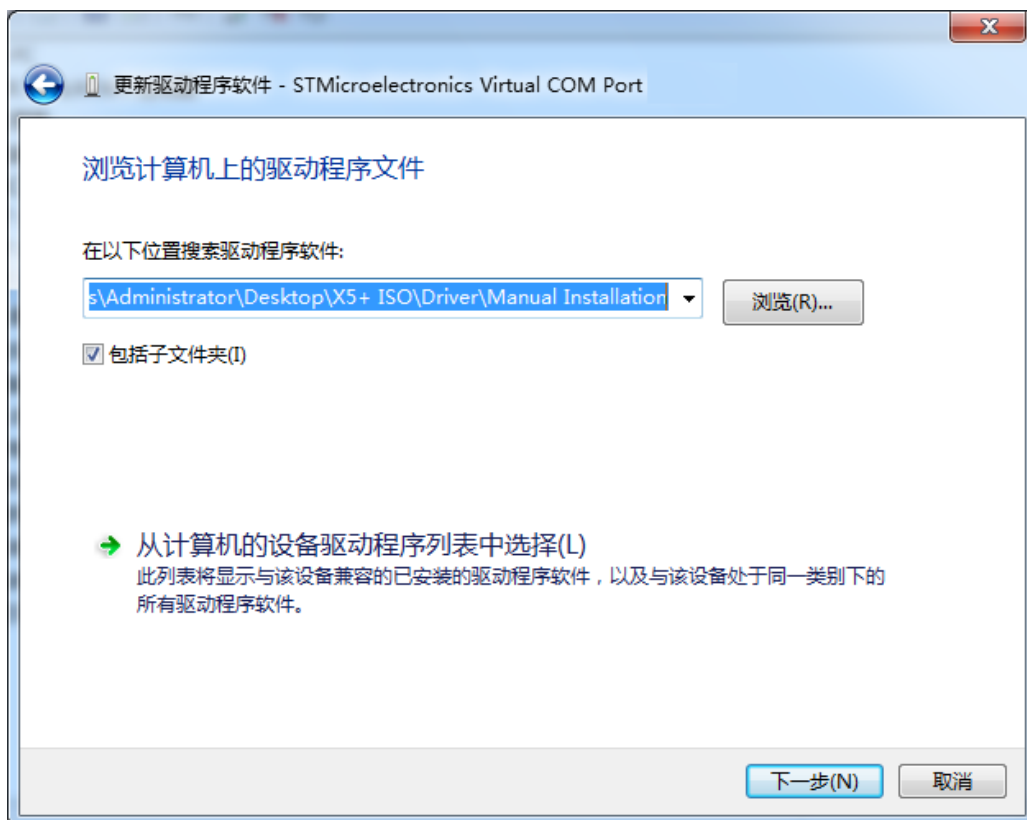 更新驱动程序软件 - STMicroelectronics Virtual COM Port
浏览计算机上的驱动程序文件
在以下位置搜索驱动程序软件:
s\Administrator\Desktop\X5+ ISO\Driver\Manual Installation
浏览(R)...
包括子文件夹(I)
从计算机的设备驱动程序列表中选择(L)
此列表将显示与该设备兼容的已安装的驱动程序软件，以及与该设备处于同一类别下的
所有驱动程序软件。
下一步(N)
取消